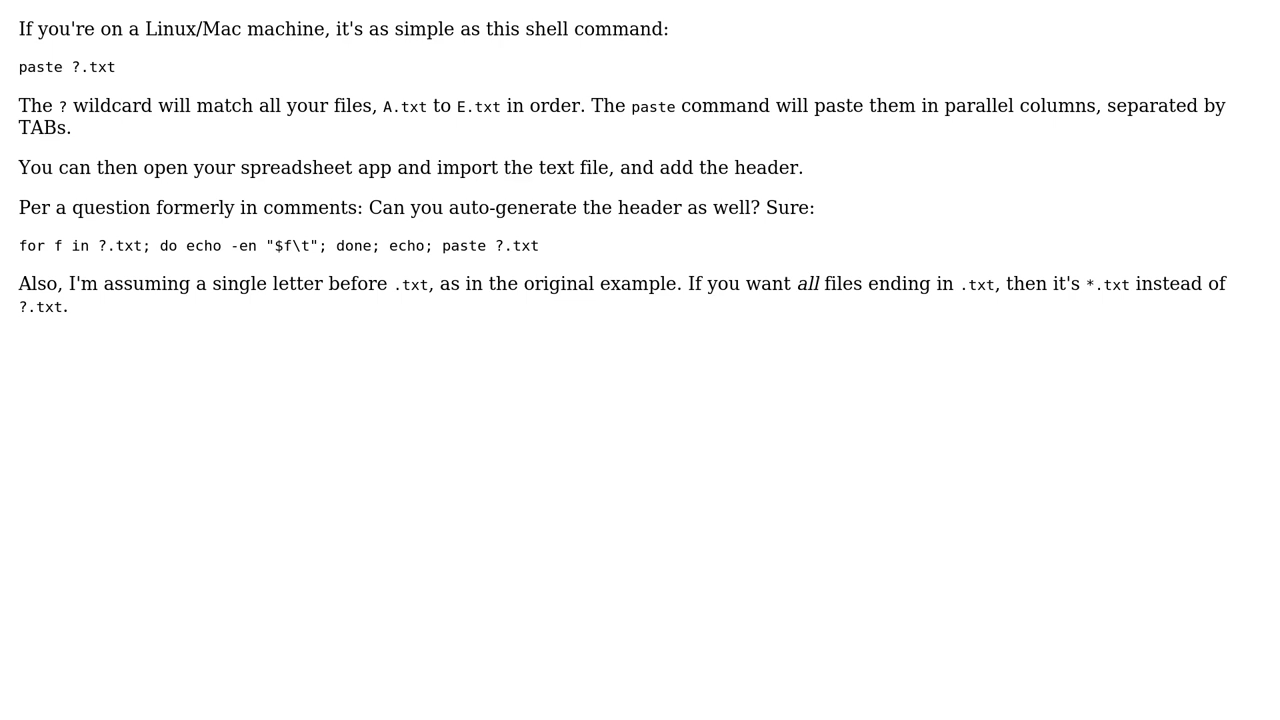 If you're on a Linux/Mac machine, it's as simple as this shell command:
paste ?.txt
The ? wildcard will match all your files, A.txt to E.txt in order. The paste command will paste them in parallel columns, separated by
TABs.
You can then open your spreadsheet app and import the text file, and add the header.
Per a question formerly in comments: Can you auto-generate the header as well? Sure:
for f in ?.txt; do echo -en "$f\t"; done; echo; paste ?.txt
Also, I'm assuming a single letter before .txt, as in the original example. If you want all files ending in .txt, then it's *.txt instead of
?.txt.